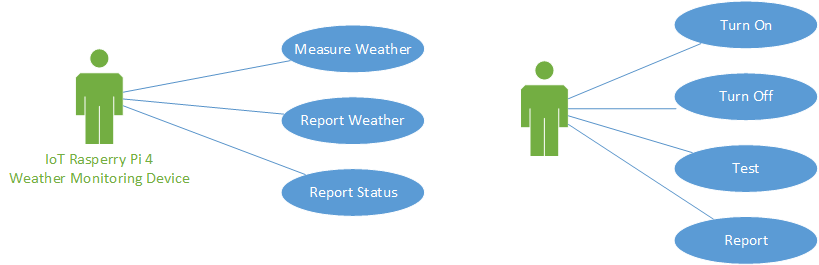 Measure Weather
Report Weather
Report Status
IoT Rasperry Pi 4
Weather Monitoring Device
Turn On
Turn Off
Test
Report